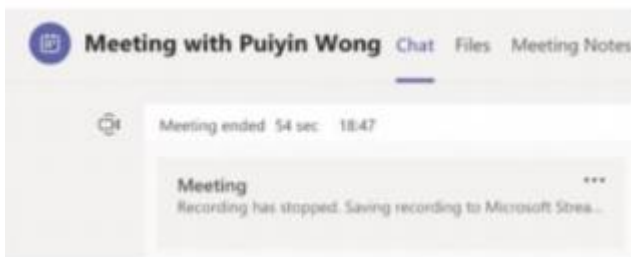 Meeting with Puiyin Wong Chat Files Meeting Notes
Meeting ended 54 sec 18:47
Meeting
Recording has stopped. Saving recording to Microsoft Strea...